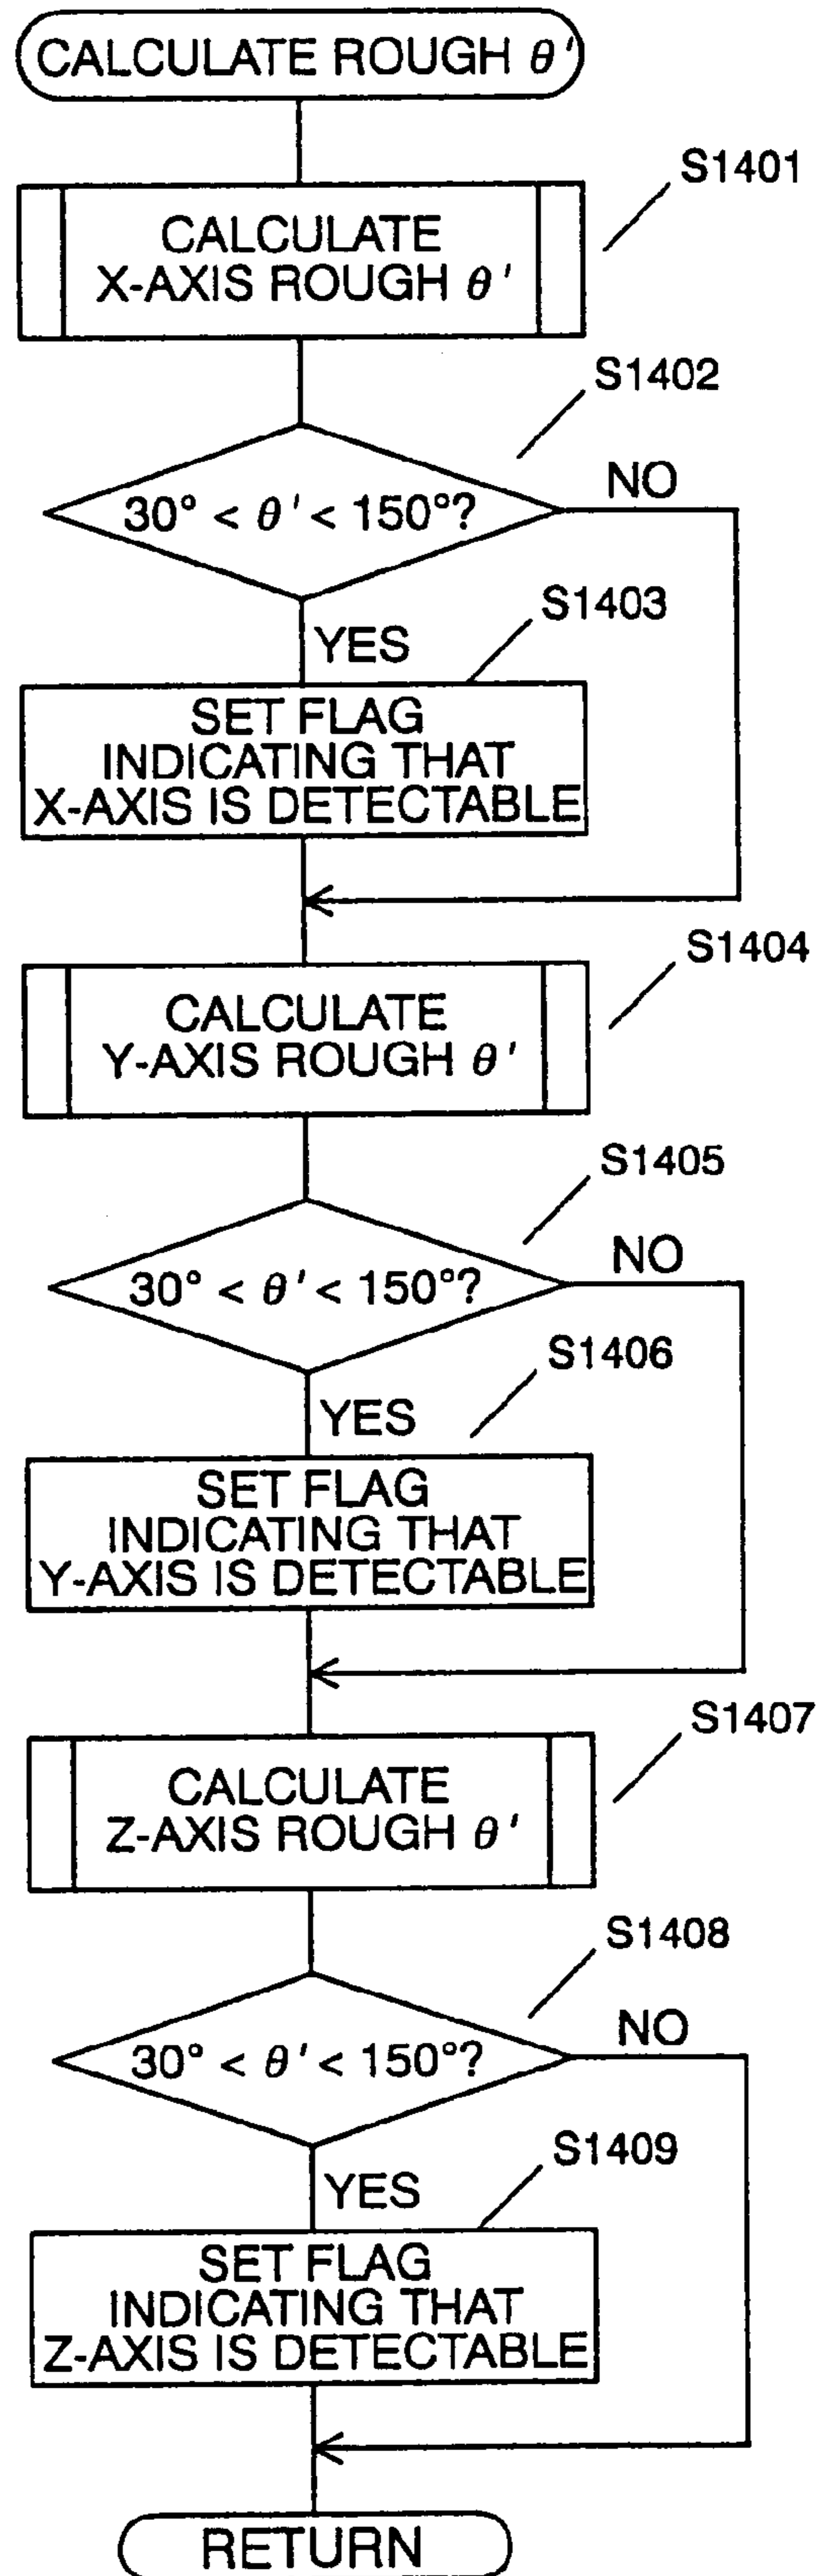 CALCULATE ROUGH θ'
S1401
CALCULATE
X-AXIS ROUGH θ'
S1402
30° < θ' < 150°?
NO
YES
S1403
SET FLAG
INDICATING THAT
X-AXIS IS DETECTABLE
S1404
CALCULATE
Y-AXIS ROUGH θ'
S1405
30° < θ' < 150°?
NO
YES
S1406
SET FLAG
INDICATING THAT
Y-AXIS IS DETECTABLE
S1407
CALCULATE
Z-AXIS ROUGH θ'
S1408
30° < θ' < 150°?
NO
YES
S1409
SET FLAG
INDICATING THAT
Z-AXIS IS DETECTABLE
RETURN